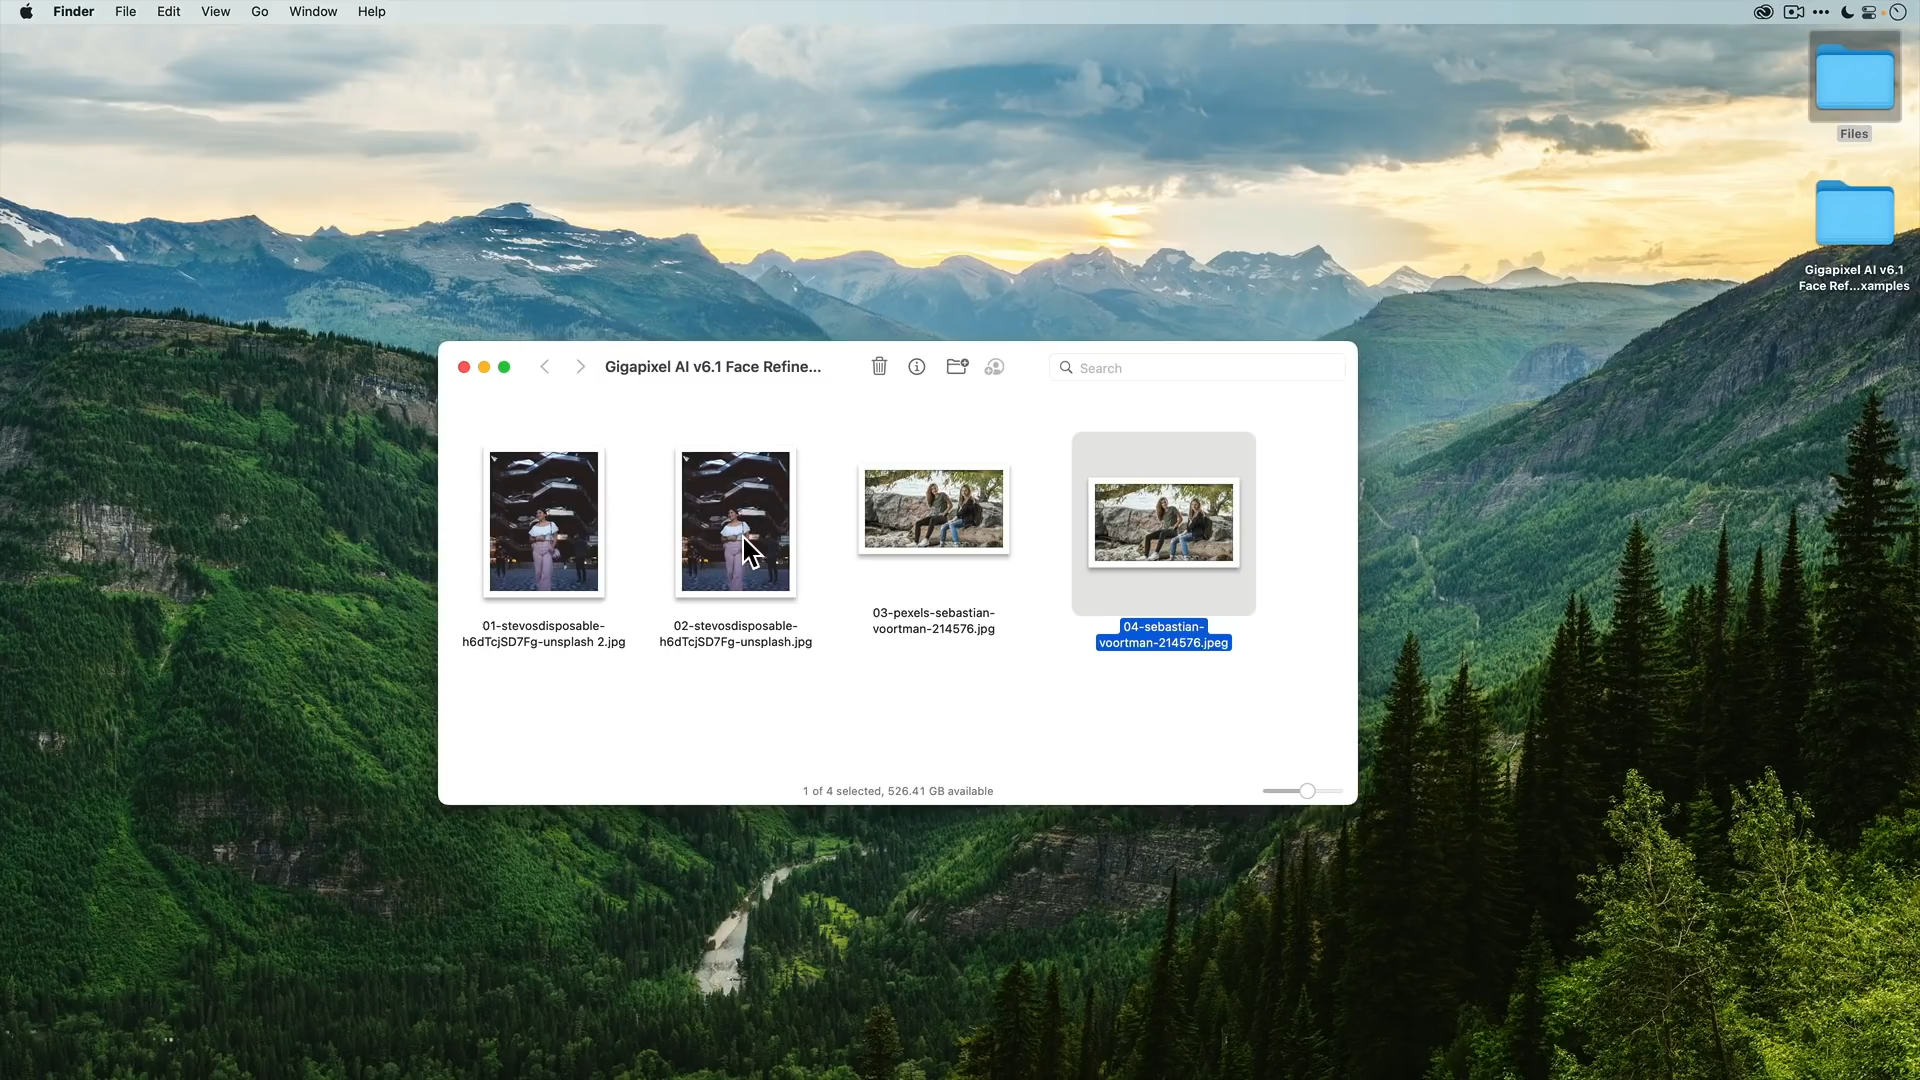 Finder File Edit View Go Window Help
Files
Gigapixel AI v6.1
Face Ref...xamples
Gigapixel AI v6.1 Face Refine...
Search
01-stevosdisposable-
h6dTcjSD7Fg-unsplash 2.jpg
02-stevosdisposable-
h6dTcjSD7Fg-unsplash.jpg
03-pexels-sebastian-
voortman-214576.jpg
04-sebastian-
voortman-214576.jpeg
1 of 4 selected, 526.41 GB available